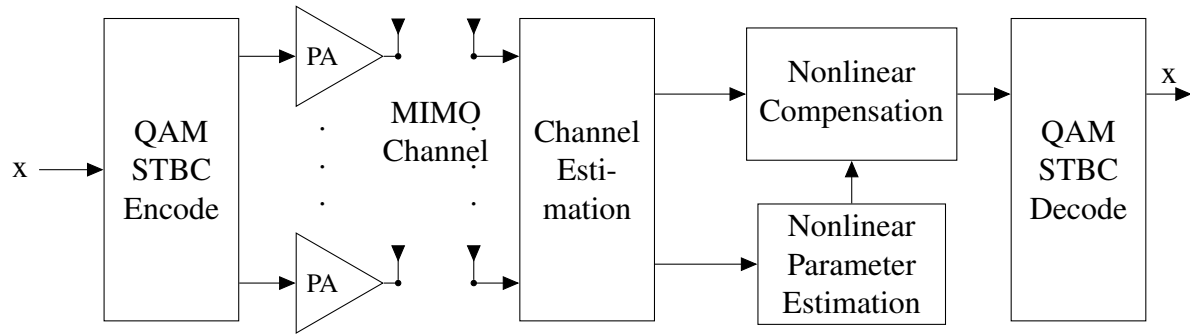 x
QAM
STBC
Encode
PA
PA
MIMO
Channel
Channel
Esti-
mation
Nonlinear
Compensation
Nonlinear
Parameter
Estimation
QAM
STBC
Decode
x